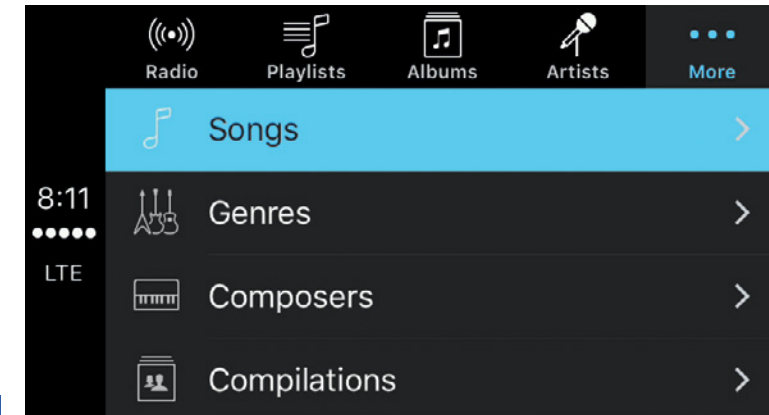 Radio
Playlists
Albums
Artists
More
Songs
8:11
Genres
LTE
Composers
Compilations